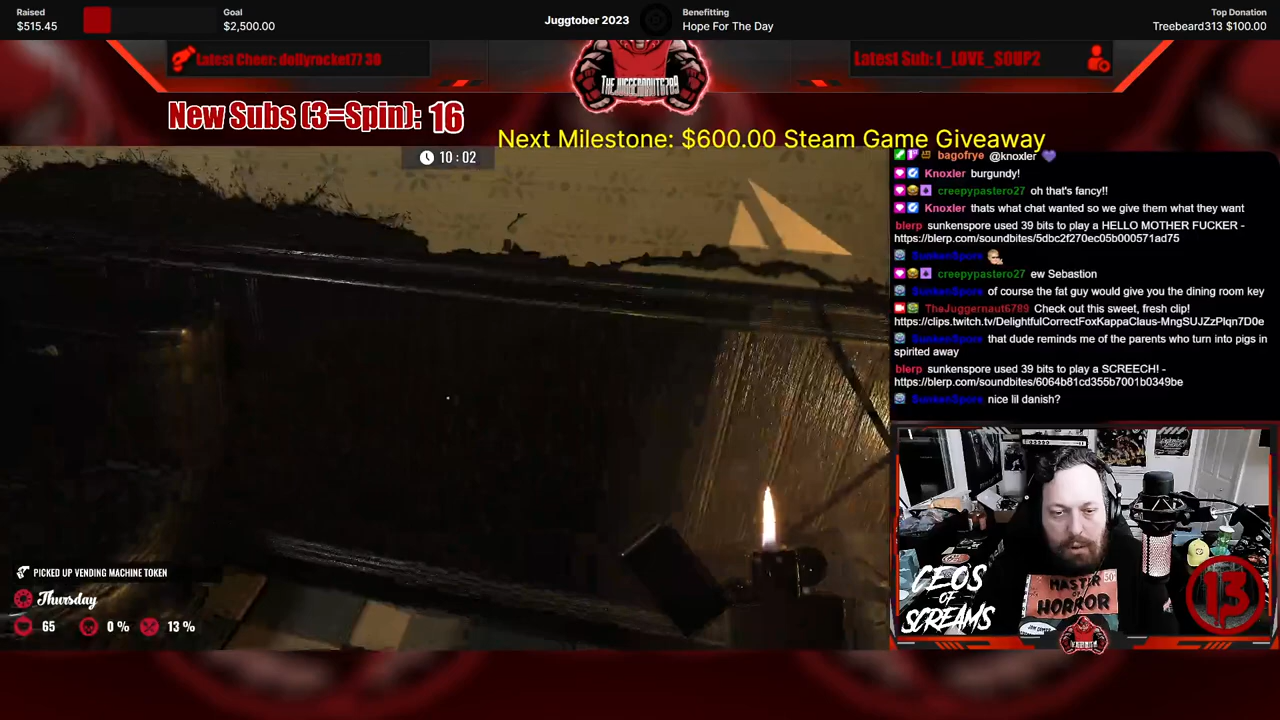 Raised
$515.45
Goal
$2,500.00
Juggtober 2023
Benefitting
Hope For The Day
Top Donation
Treebeard313 $100.00
Latest Cheer: dollyrocket77 38
THEJUGGERNAUT6789
Latest Sub: I_LOVE_SOUP2
New Subs (3=Spin): 16
Next Milestone: $600.00 Steam Game Giveaway
10:02
bagofrye @knoxler
Knoxler burgundy!
creepypastero27 oh that's fancy!!
Knoxler thats what chat wanted so we give them what they want
blerp sunkenspore used 39 bits to play a HELLO MOTHER FUCKER -
https://blerp.com/soundbites/5dbc2f270ec05b000571ad75
SunkenSpore
creepypastero27 ew Sebastion
SunkenSpore of course the fat guy would give you the dining room key
TheJuggernaut6789 Check out this sweet, fresh clip!
https://clips.twitch.tv/DelightfulCorrectFoxKappaClaus-MngSUJZzPlqn7D0e
SunkenSpore that dude reminds me of the parents who turn into pigs in
spirited away
blerp sunkenspore used 39 bits to play a SCREECH! -
https://blerp.com/soundbites/6064b81cd355b7001b0349be
SunkenSpore nice lil danish?
PICKED UP VENDING MACHINE TOKEN
Thursday
65
0 %
13 %
CEOS
OF
SCREAMS
MASTER
OF
HORROR
13